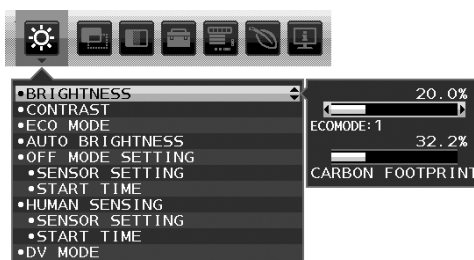 •BRIGHTNESS
•CONTRAST
•ECO MODE
•AUTO BRIGHTNESS
•OFF MODE SETTING
•SENSOR SETTING
•START TIME
•HUMAN SENSING
•SENSOR SETTING
•START TIME
•DV MODE
20.0%
ECOMODE:1
32.2%
CARBON FOOTPRINT